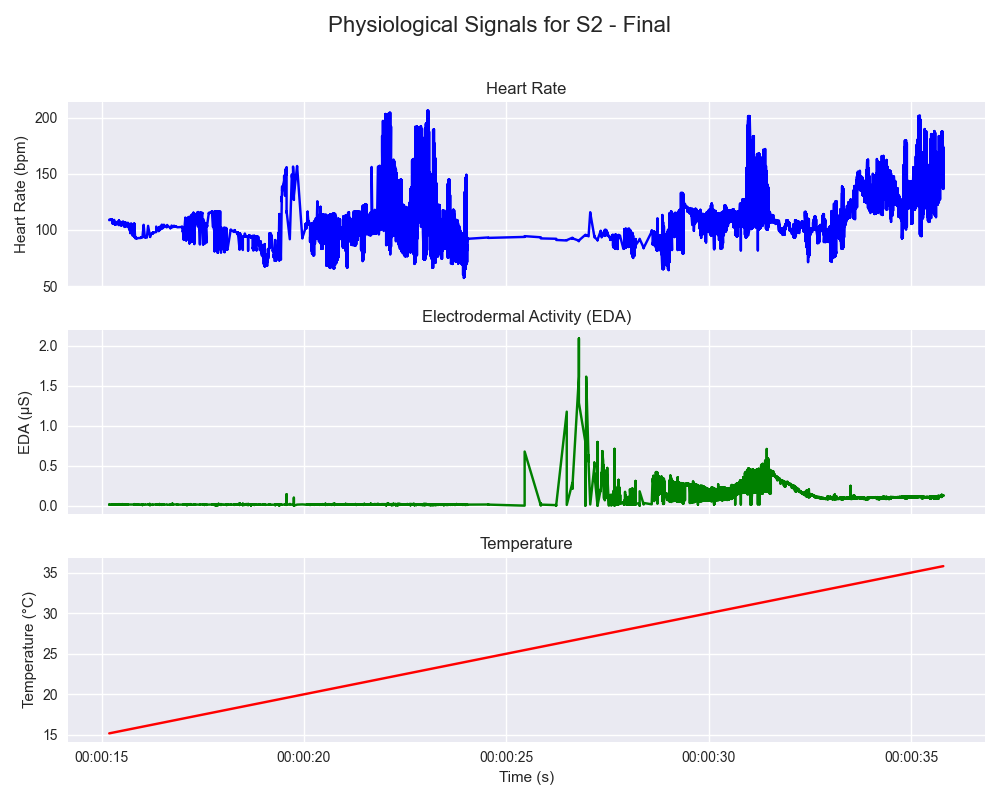 Physiological Signals for S2 - Final
Heart Rate
200
150
100
50
Heart Rate (bpm)
Electrodermal Activity (EDA)
2.0
1.5
1.0
0.5
0.0
EDA (μS)
Temperature
35
30
25
20
15
Temperature (°C)
00:00:15 00:00:20 00:00:25 00:00:30 00:00:35
Time (s)